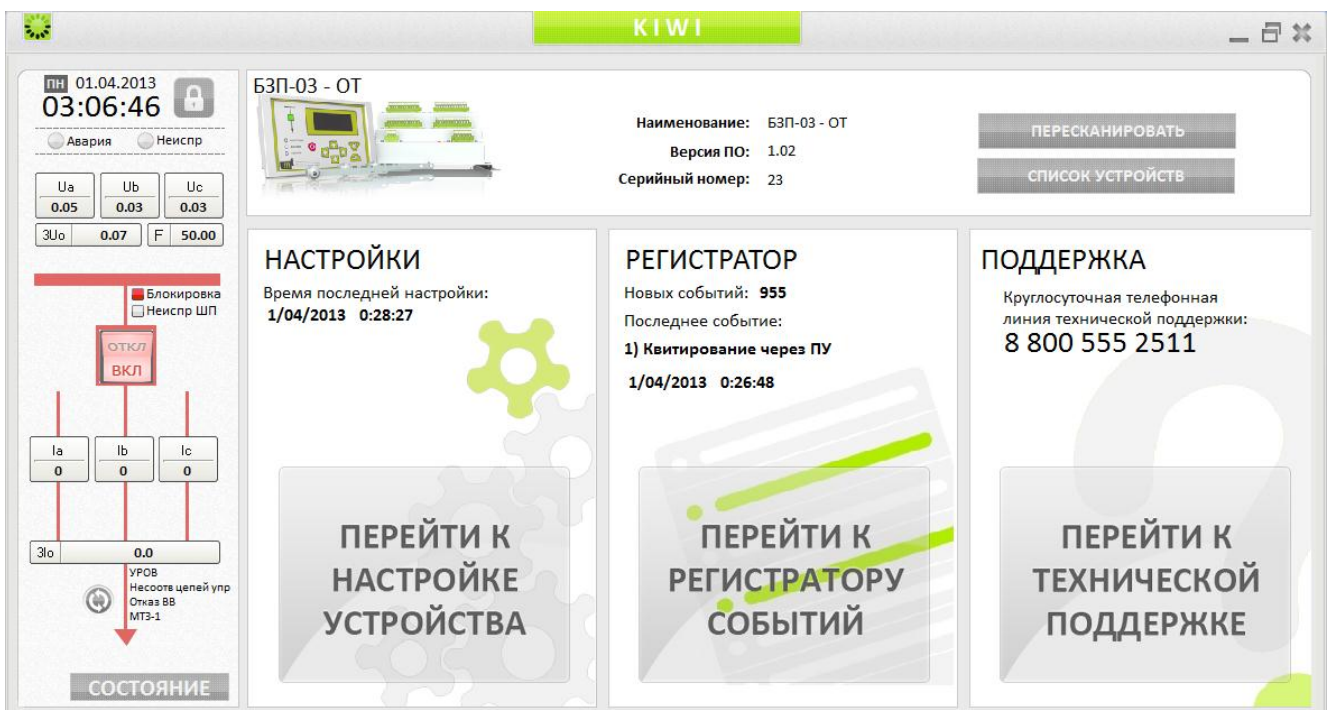 KIWI
ПН 01.04.2013
03:06:46
Авария Неиспр
Ua Ub Uc
0.05 0.03 0.03
3Uo 0.07 F 50.00
Блокировка
Неиспр ШП
ОТКЛ
ВКЛ
Ia Ib Ic
0 0 0
3Io 0.0
УРОВ
Несоотв цепей упр
Отказ ВВ
МТЗ-1
СОСТОЯНИЕ
БЗП-03 - ОТ
Наименование: БЗП-03 - ОТ
Версия ПО: 1.02
Серийный номер: 23
ПЕРЕСКАНИРОВАТЬ
СПИСОК УСТРОЙСТВ
НАСТРОЙКИ
Время последней настройки:
1/04/2013 0:28:27
ПЕРЕЙТИ К
НАСТРОЙКЕ
УСТРОЙСТВА
РЕГИСТРАТОР
Новых событий: 955
Последнее событие:
1) Квитирование через ПУ
1/04/2013 0:26:48
ПЕРЕЙТИ К
РЕГИСТРАТОРУ
СОБЫТИЙ
ПОДДЕРЖКА
Круглосуточная телефонная
линия технической поддержки:
8 800 555 2511
ПЕРЕЙТИ К
ТЕХНИЧЕСКОЙ
ПОДДЕРЖКЕ